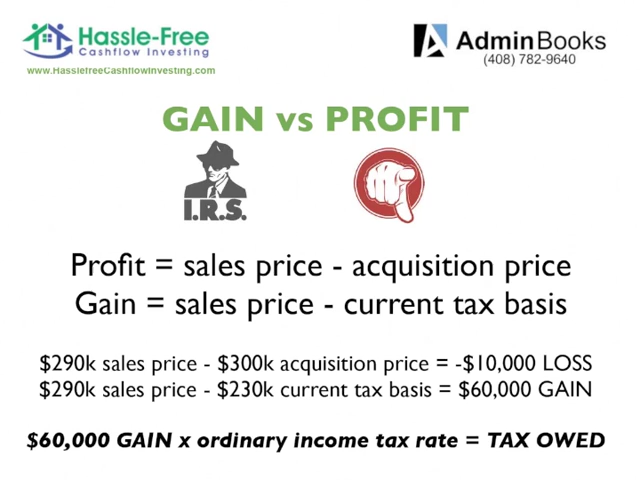 Hassle-Free
Cashflow Investing
www.HasslefreeCashflowInvesting.com
AdminBooks
(408) 782-9640
GAIN vs PROFIT
I.R.S.
Profit = sales price - acquisition price
Gain = sales price - current tax basis
$290k sales price - $300k acquisition price = -$10,000 LOSS
$290k sales price - $230k current tax basis = $60,000 GAIN
$60,000 GAIN x ordinary income tax rate = TAX OWED